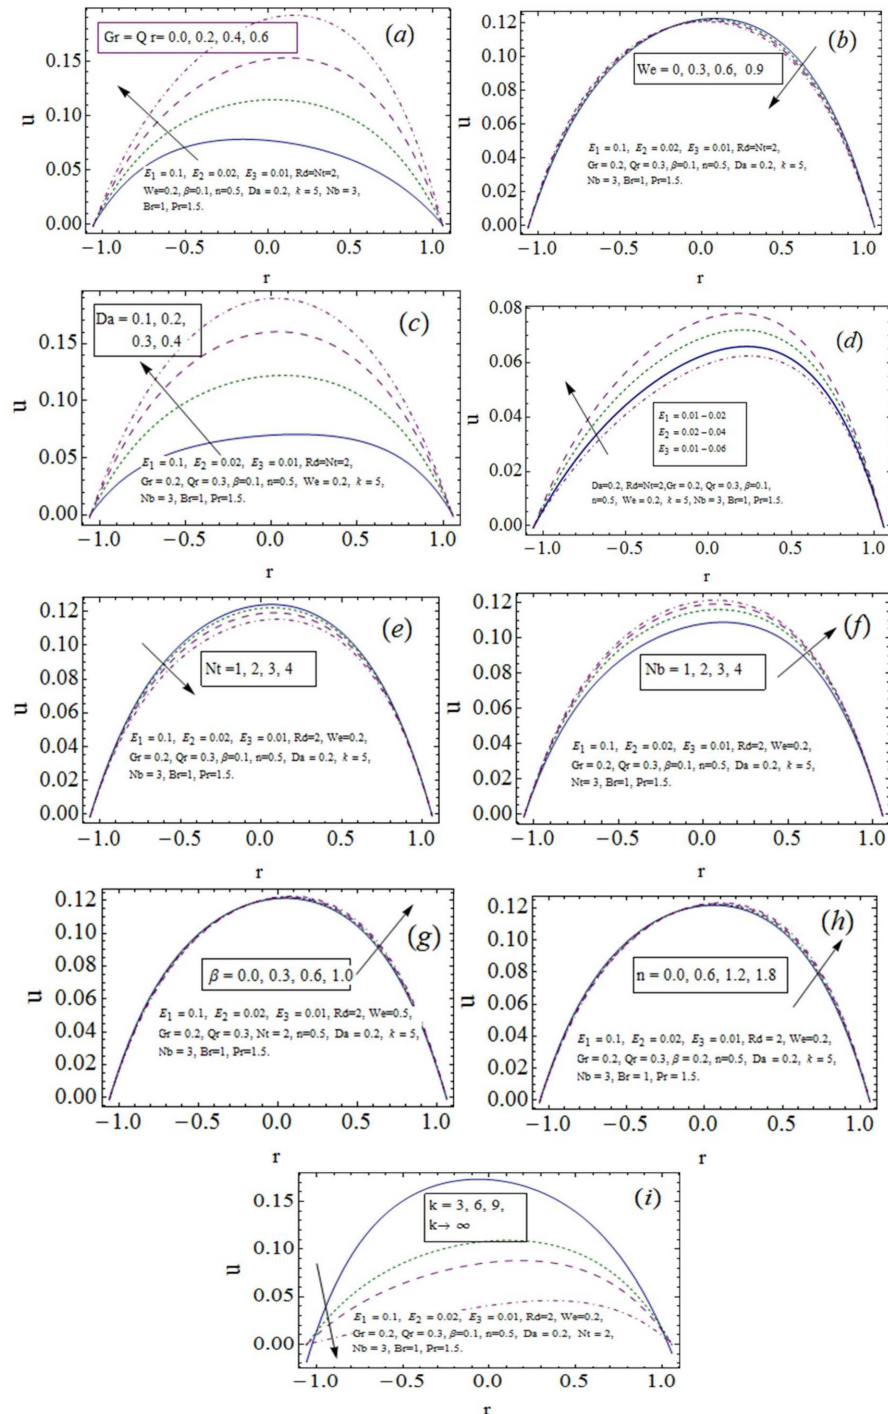 (a)
Gr = Q r= 0.0, 0.2, 0.4, 0.6
E1 = 0.1, E2 = 0.02, E3 = 0.01, Rd=Nt=2,
We=0.2, β=0.1, n=0.5, Da = 0.2, k = 5, Nb = 3,
Br=1, Pr=1.5.
u
0.15
0.10
0.05
0.00
−1.0 −0.5 0.0 0.5 1.0
r
(b)
We = 0, 0.3, 0.6, 0.9
E1 = 0.1, E2 = 0.02, E3 = 0.01, Rd=Nt=2,
Gr = 0.2, Qr = 0.3, β=0.1, n=0.5, Da = 0.2, k = 5,
Nb = 3, Br=1, Pr=1.5.
u
0.12
0.10
0.08
0.06
0.04
0.02
0.00
−1.0 −0.5 0.0 0.5 1.0
r
(c)
Da = 0.1, 0.2,
0.3, 0.4
E1 = 0.1, E2 = 0.02, E3 = 0.01, Rd=Nt=2,
Gr = 0.2, Qr = 0.3, β=0.1, n=0.5, We = 0.2, k = 5,
Nb = 3, Br=1, Pr=1.5.
u
0.15
0.10
0.05
0.00
−1.0 −0.5 0.0 0.5 1.0
r
(d)
E1 = 0.01 − 0.02
E2 = 0.02 − 0.04
E3 = 0.01 − 0.06
Da=0.2, Rd=Nt=2,Gr = 0.2, Qr = 0.3, β=0.1,
n=0.5, We = 0.2, k = 5, Nb = 3, Br=1, Pr=1.5.
u
0.08
0.06
0.04
0.02
0.00
−1.0 −0.5 0.0 0.5 1.0
r
(e)
Nt =1, 2, 3, 4
E1 = 0.1, E2 = 0.02, E3 = 0.01, Rd=2, We=0.2,
Gr = 0.2, Qr = 0.3, β=0.1, n=0.5, Da = 0.2, k = 5,
Nb = 3, Br=1, Pr=1.5.
u
0.12
0.10
0.08
0.06
0.04
0.02
0.00
−1.0 −0.5 0.0 0.5 1.0
r
(f)
Nb = 1, 2, 3, 4
E1 = 0.1, E2 = 0.02, E3 = 0.01, Rd=2, We=0.2,
Gr = 0.2, Qr = 0.3, β=0.1, n=0.5, Da = 0.2, k = 5,
Nt= 3, Br=1, Pr=1.5.
u
0.12
0.10
0.08
0.06
0.04
0.02
0.00
−1.0 −0.5 0.0 0.5 1.0
r
(g)
β = 0.0, 0.3, 0.6, 1.0
E1 = 0.1, E2 = 0.02, E3 = 0.01, Rd=2, We=0.5,
Gr = 0.2, Qr = 0.3, Nt = 2, n=0.5, Da = 0.2, k = 5,
Nb = 3, Br=1, Pr=1.5.
u
0.12
0.10
0.08
0.06
0.04
0.02
0.00
−1.0 −0.5 0.0 0.5 1.0
r
(h)
n = 0.0, 0.6, 1.2, 1.8
E1 = 0.1, E2 = 0.02, E3 = 0.01, Rd = 2, We=0.2,
Gr = 0.2, Qr = 0.3, β = 0.2, n=0.5, Da = 0.2, k = 5,
Nb = 3, Br = 1, Pr = 1.5.
u
0.12
0.10
0.08
0.06
0.04
0.02
0.00
−1.0 −0.5 0.0 0.5 1.0
r
(i)
k = 3, 6, 9,
k→ ∞
E1 = 0.1, E2 = 0.02, E3 = 0.01, Rd=2, We=0.2,
Gr = 0.2, Qr = 0.3, β=0.1, n=0.5, Da = 0.2, Nt = 2,
Nb = 3, Br=1, Pr=1.5.
u
0.15
0.10
0.05
0.00
−1.0 −0.5 0.0 0.5 1.0
r